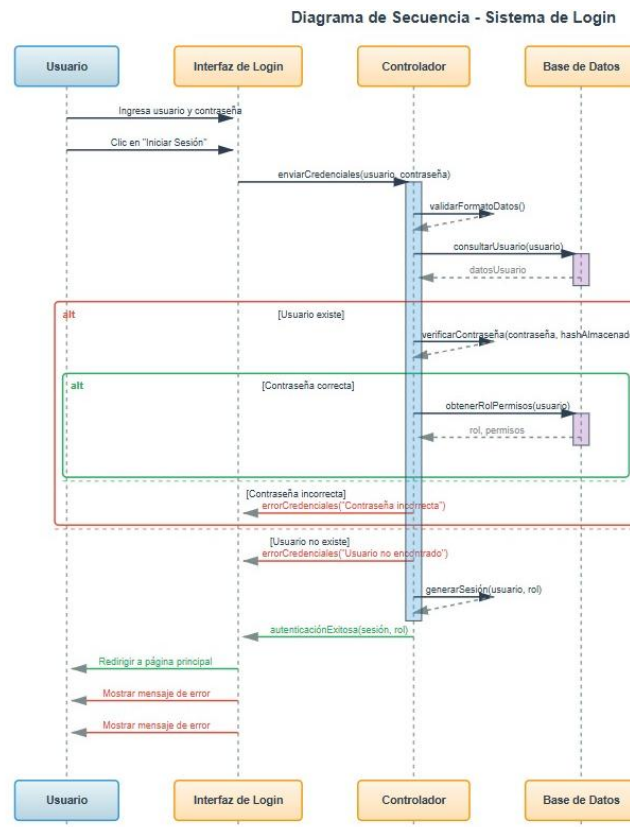 Diagrama de Secuencia - Sistema de Login
Usuario
Interfaz de Login
Controlador
Base de Datos
Ingresa usuario y contraseña
Clic en "Iniciar Sesión"
enviarCredenciales(usuario, contraseña)
validarFormatoDatos()
consultarUsuario(usuario)
datosUsuario
alt
[Usuario existe]
verificarContraseña(contraseña, hashAlmacenad
alt
[Contraseña correcta]
obtenerRolPermisos(usuario)
rol, permisos
[Contraseña incorrecta]
errorCredenciales("Contraseña incorrecta")
[Usuario no existe]
errorCredenciales("Usuario no encontrado")
generarSesión(usuario, rol)
autenticaciónExitosa(sesión, rol)
Redirigir a página principal
Mostrar mensaje de error
Mostrar mensaje de error
Usuario
Interfaz de Login
Controlador
Base de Datos